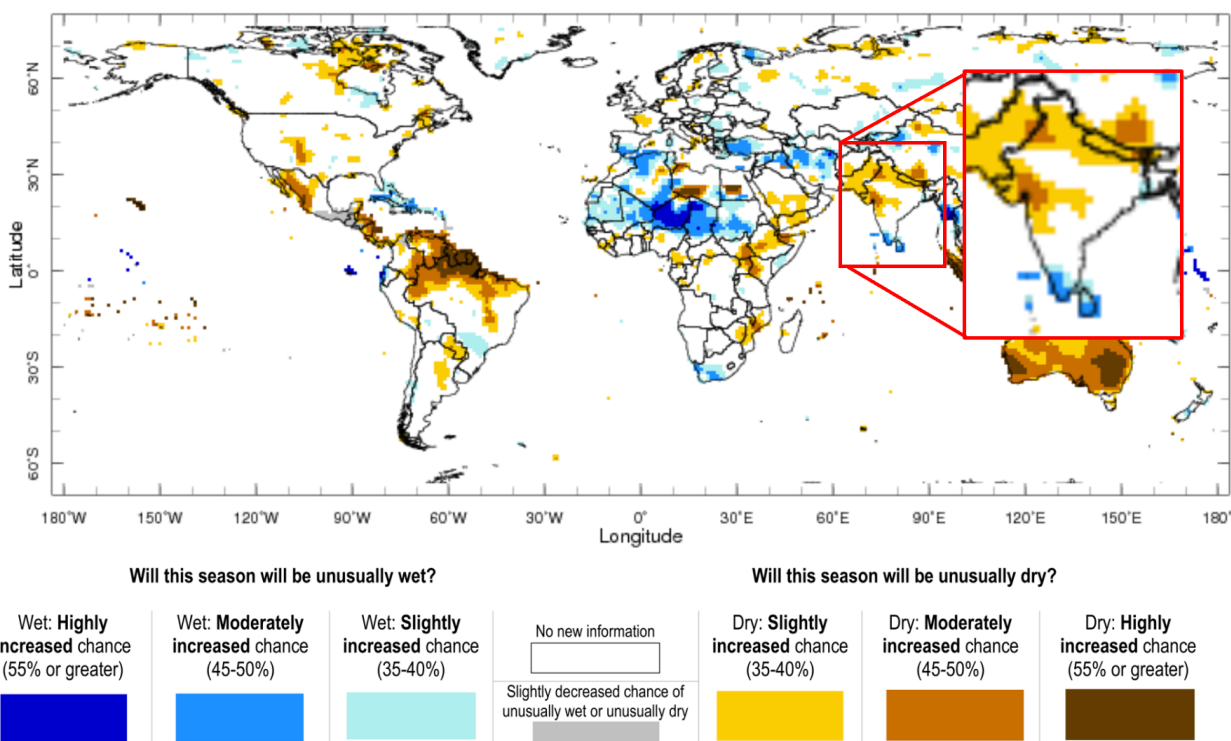 60°N
30°N
0°
30°S
60°S
Latitude
180°W 150°W 120°W 90°W 60°W 30°W 0° 30°E 60°E 90°E 120°E 150°E 180°
Longitude
Will this season will be unusually wet?
Will this season will be unusually dry?
Wet: Highly
ncreased chance
(55% or greater)
Wet: Moderately
increased chance
(45-50%)
Wet: Slightly
increased chance
(35-40%)
No new information
Slightly decreased chance of
unusually wet or unusually dry
Dry: Slightly
increased chance
(35-40%)
Dry: Moderately
increased chance
(45-50%)
Dry: Highly
increased chance
(55% or greater)